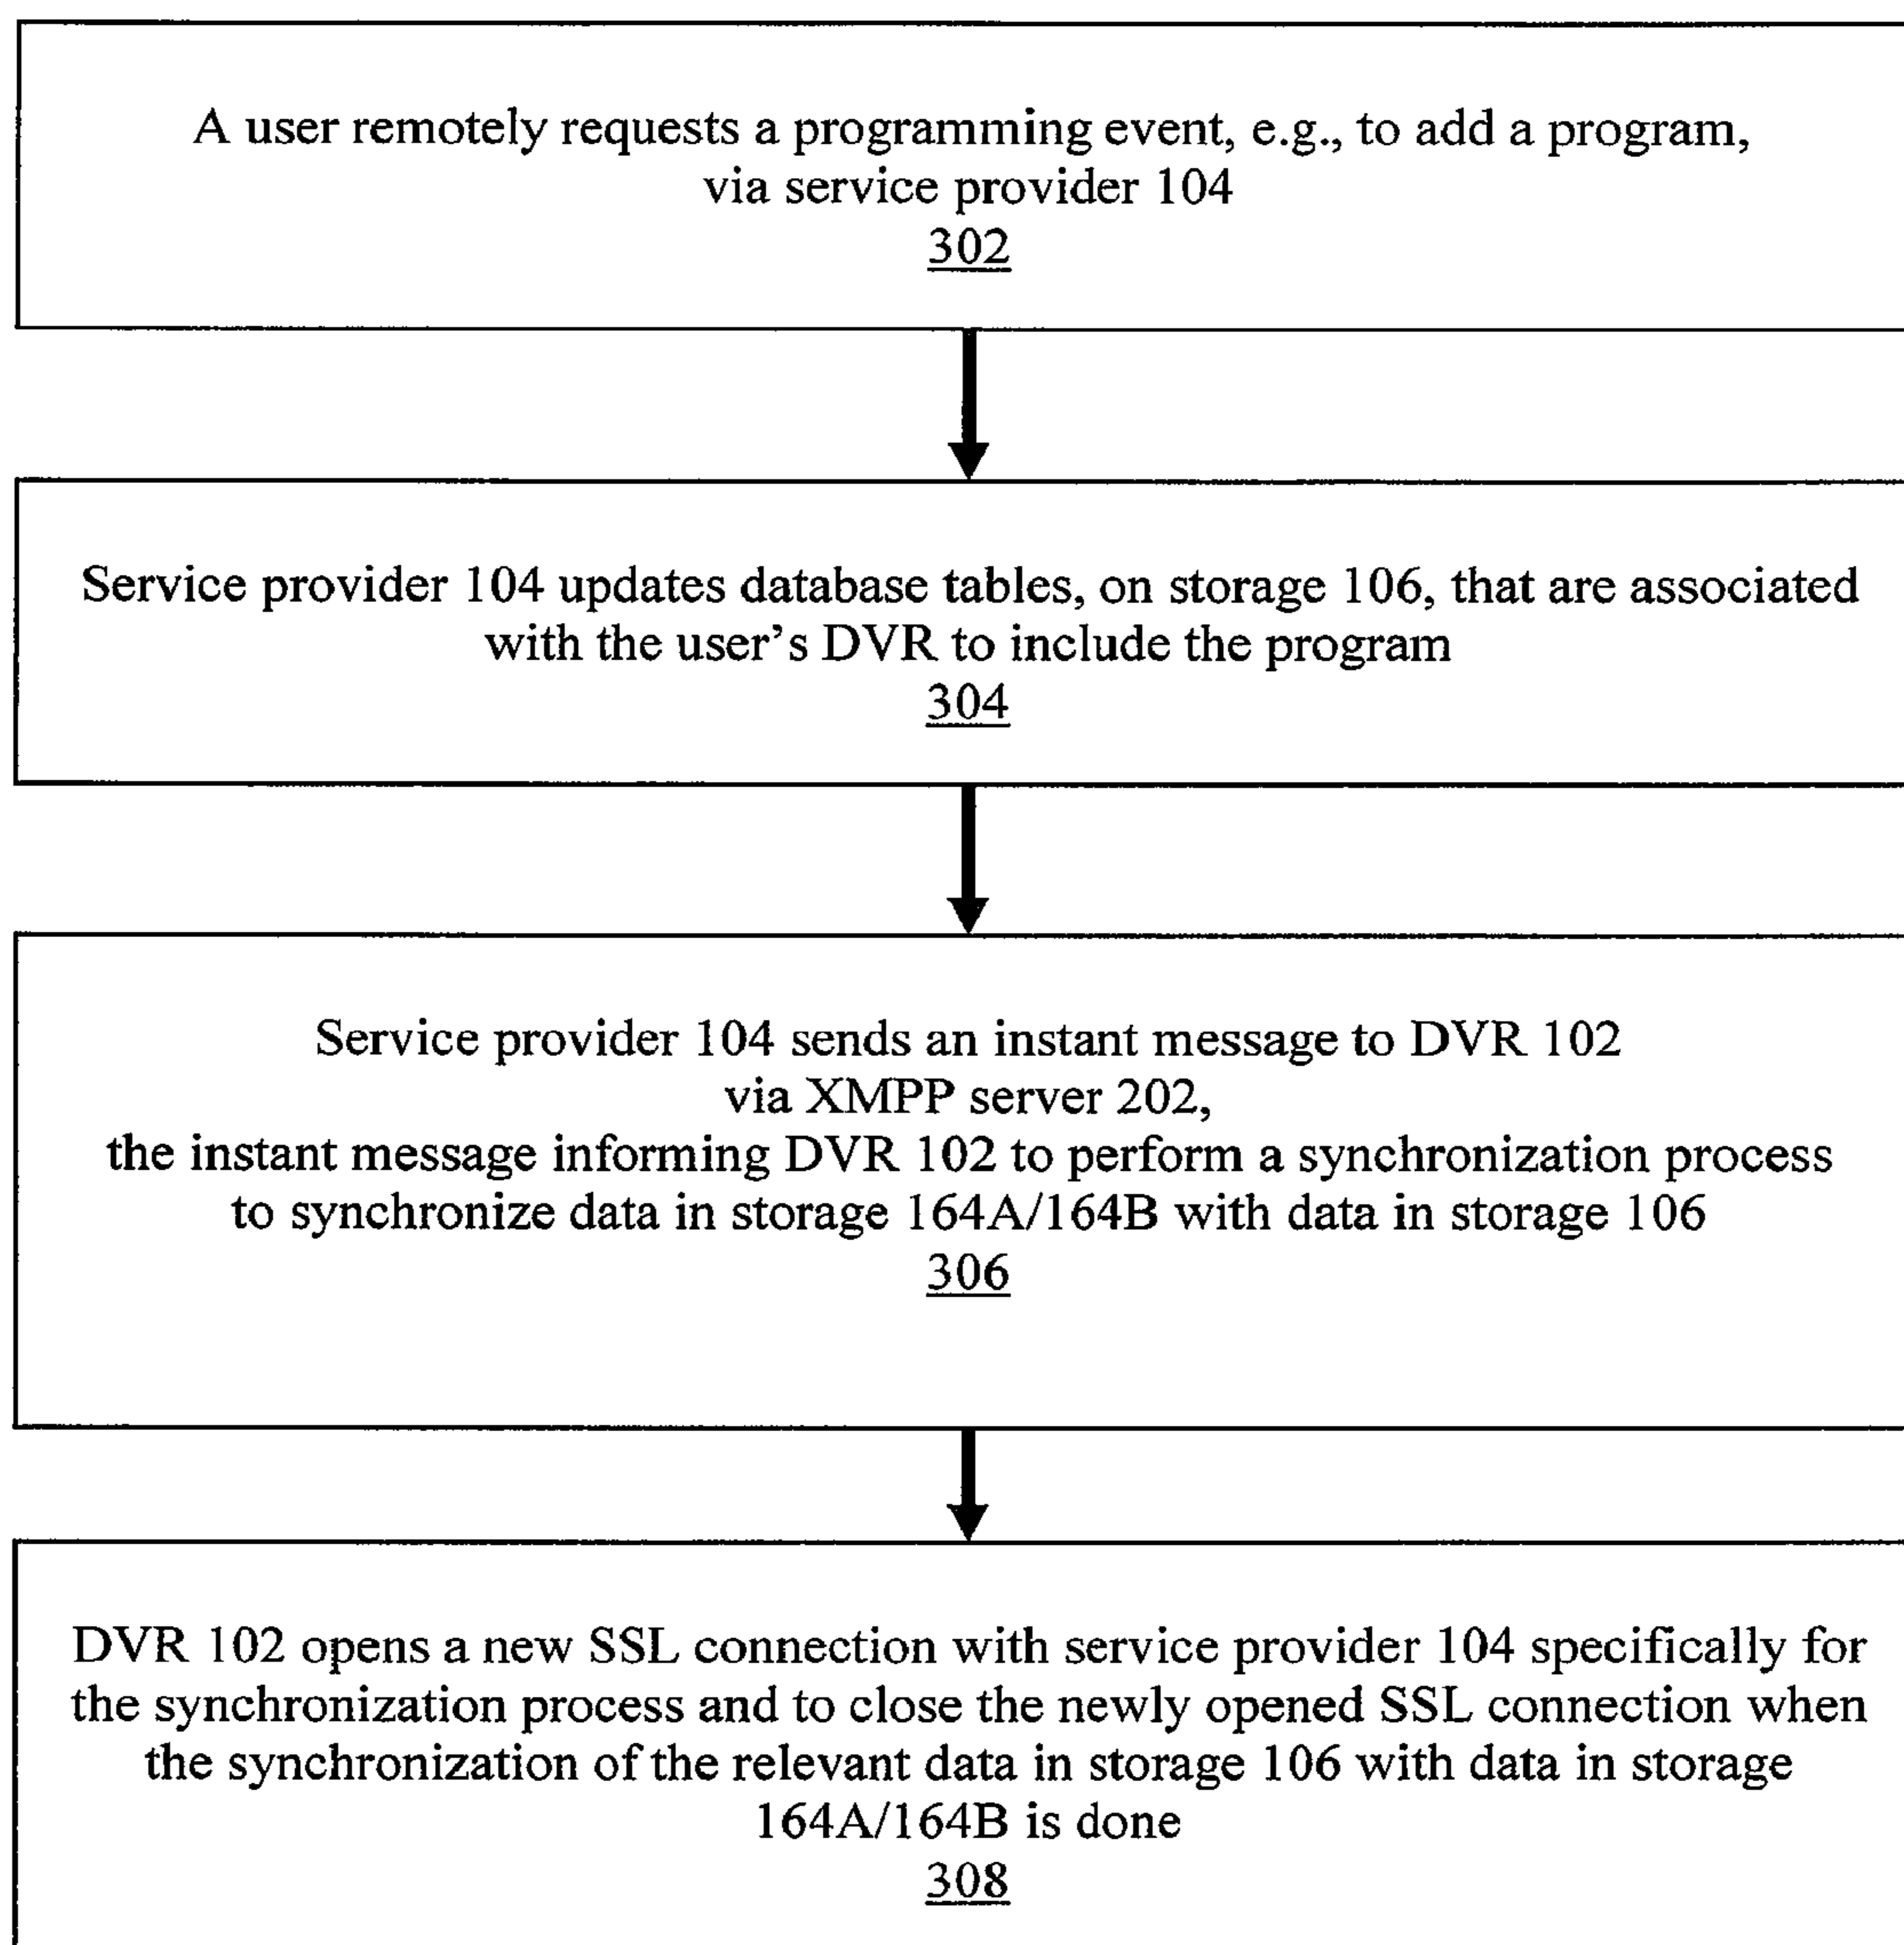 A user remotely requests a programming event, e.g., to add a program,
via service provider 104
302
Service provider 104 updates database tables, on storage 106, that are associated
with the user's DVR to include the program
304
Service provider 104 sends an instant message to DVR 102
via XMPP server 202,
the instant message informing DVR 102 to perform a synchronization process
to synchronize data in storage 164A/164B with data in storage 106
306
DVR 102 opens a new SSL connection with service provider 104 specifically for
the synchronization process and to close the newly opened SSL connection when
the synchronization of the relevant data in storage 106 with data in storage
164A/164B is done
308